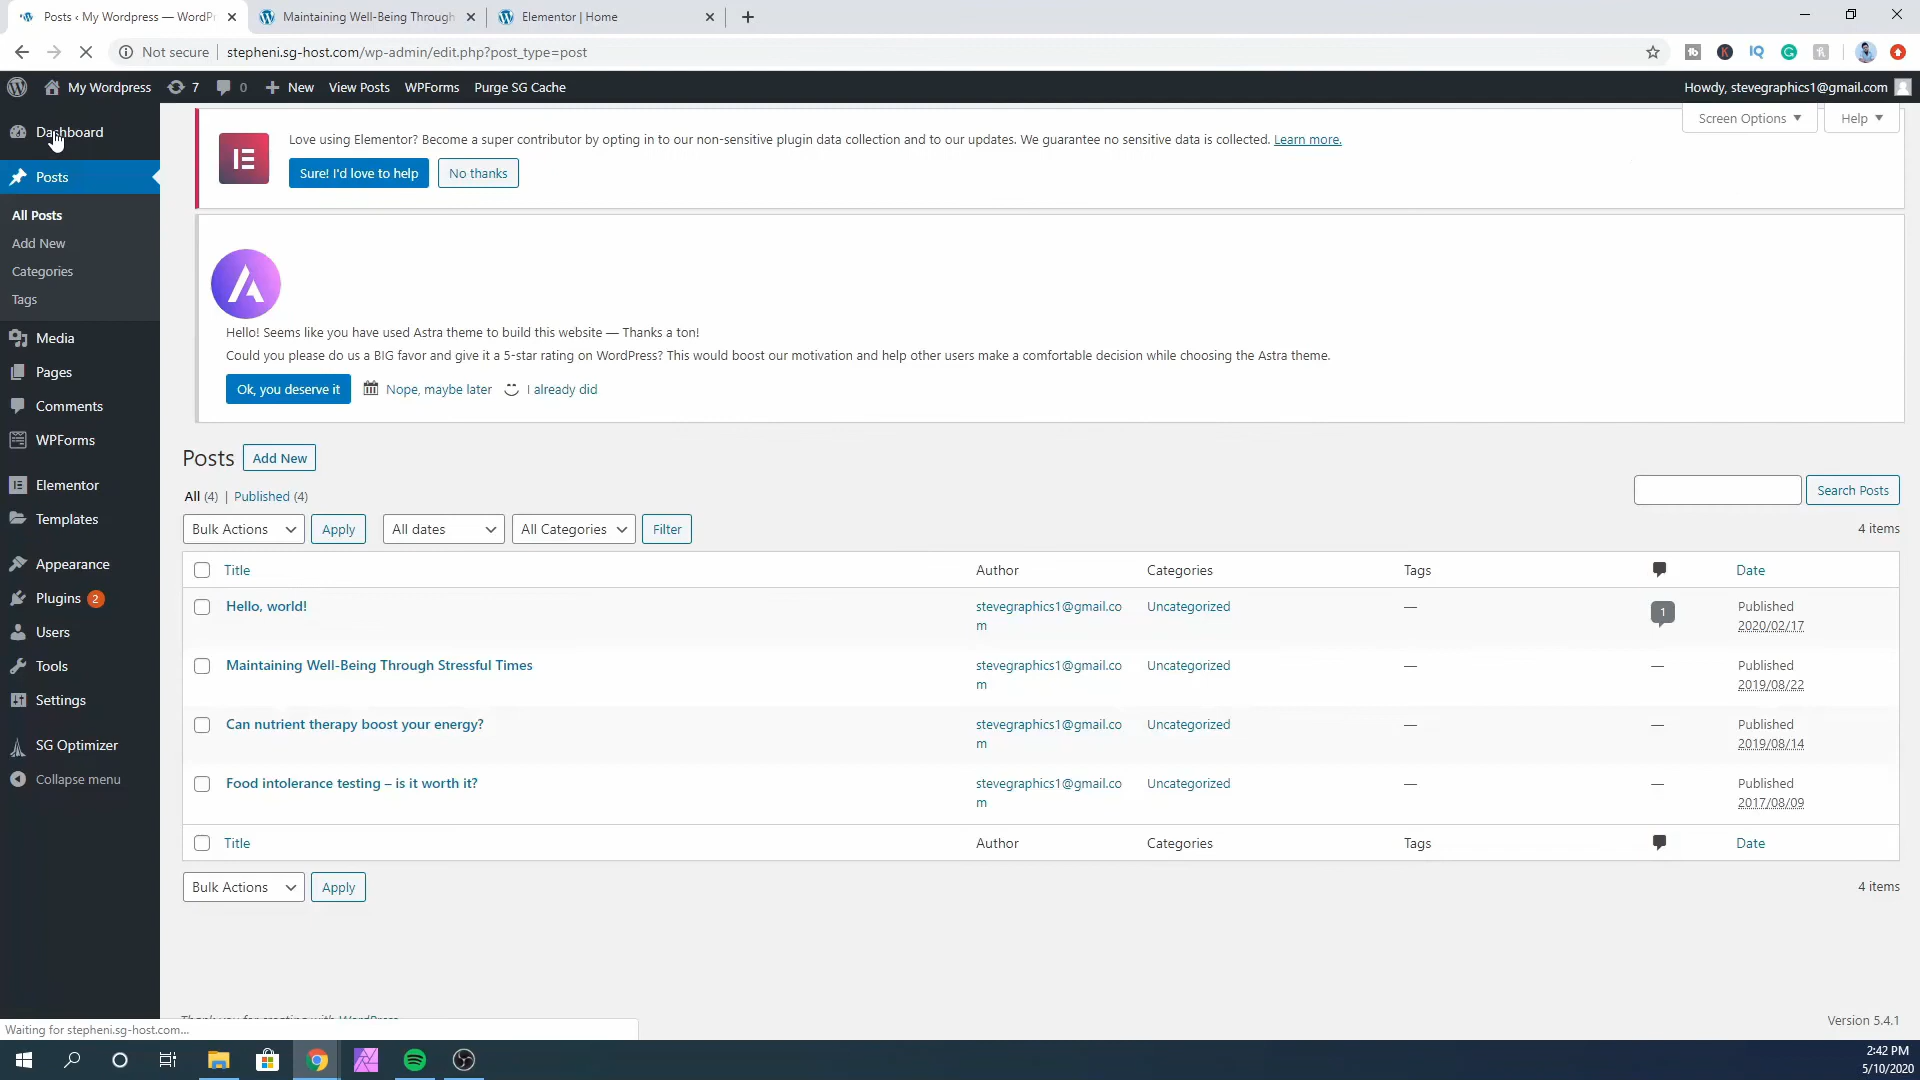 Posts ‹ My Wordpress — WordPr
Maintaining Well-Being Through
Elementor | Home
Not secure
stepheni.sg-host.com/wp-admin/edit.php?post_type=post
My Wordpress
7
0
New
View Posts
WPForms
Purge SG Cache
Howdy, stevegraphics1@gmail.com
Dashboard
Posts
All Posts
Add New
Categories
Tags
Media
Pages
Comments
WPForms
Elementor
Templates
Appearance
Plugins 2
Users
Tools
Settings
SG Optimizer
Collapse menu
Screen Options
Help
Love using Elementor? Become a super contributor by opting in to our non-sensitive plugin data collection and to our updates. We guarantee no sensitive data is collected. Learn more.
Sure! I'd love to help
No thanks
Hello! Seems like you have used Astra theme to build this website — Thanks a ton!
Could you please do us a BIG favor and give it a 5-star rating on WordPress? This would boost our motivation and help other users make a comfortable decision while choosing the Astra theme.
Ok, you deserve it
Nope, maybe later
I already did
Posts
Add New
All (4) | Published (4)
Search Posts
Bulk Actions
Apply
All dates
All Categories
Filter
4 items
Title
Author
Categories
Tags
Date
Hello, world!
stevegraphics1@gmail.co
m
Uncategorized
—
1
Published
2020/02/17
Maintaining Well-Being Through Stressful Times
stevegraphics1@gmail.co
m
Uncategorized
—
—
Published
2019/08/22
Can nutrient therapy boost your energy?
stevegraphics1@gmail.co
m
Uncategorized
—
—
Published
2019/08/14
Food intolerance testing – is it worth it?
stevegraphics1@gmail.co
m
Uncategorized
—
—
Published
2017/08/09
Title
Author
Categories
Tags
Date
Bulk Actions
Apply
4 items
Thank you for creating with WordPress
Version 5.4.1
Waiting for stepheni.sg-host.com...
2:42 PM
5/10/2020